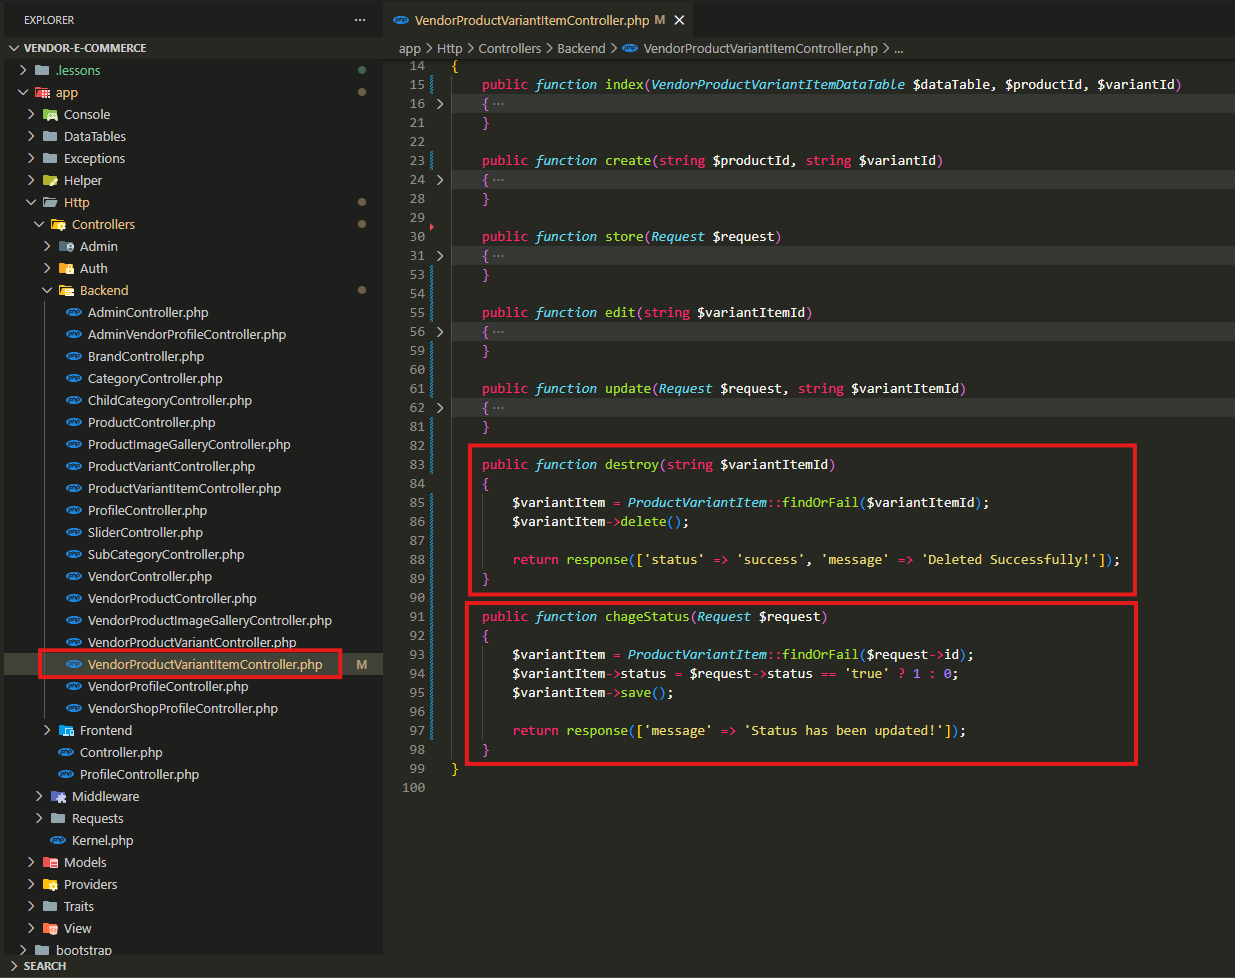 EXPLORER
VENDOR-E-COMMERCE
.lessons
app
Console
DataTables
Exceptions
Helper
Http
Controllers
Admin
Auth
Backend
AdminController.php
AdminVendorProfileController.php
BrandController.php
CategoryController.php
ChildCategoryController.php
ProductController.php
ProductImageGalleryController.php
ProductVariantController.php
ProductVariantItemController.php
ProfileController.php
SliderController.php
SubCategoryController.php
VendorController.php
VendorProductController.php
VendorProductImageGalleryController.php
VendorProductVariantController.php
VendorProductVariantItemController.php M
VendorProfileController.php
VendorShopProfileController.php
Frontend
Controller.php
ProfileController.php
Middleware
Requests
Kernel.php
Models
Providers
Traits
View
bootstrap
SEARCH
VendorProductVariantItemController.php M
app > Http > Controllers > Backend > VendorProductVariantItemController.php > ...
14 {
15 public function index(VendorProductVariantItemDataTable $dataTable, $productId, $variantId)
16 { ...
21 }
22
23 public function create(string $productId, string $variantId)
24 { ...
28 }
29
30 public function store(Request $request)
31 { ...
53 }
54
55 public function edit(string $variantItemId)
56 { ...
59 }
60
61 public function update(Request $request, string $variantItemId)
62 { ...
81 }
82
83 public function destroy(string $variantItemId)
84 {
85 $variantItem = ProductVariantItem::findOrFail($variantItemId);
86 $variantItem->delete();
87
88 return response(['status' => 'success', 'message' => 'Deleted Successfully!']);
89 }
90
91 public function chageStatus(Request $request)
92 {
93 $variantItem = ProductVariantItem::findOrFail($request->id);
94 $variantItem->status = $request->status == 'true' ? 1 : 0;
95 $variantItem->save();
96
97 return response(['message' => 'Status has been updated!']);
98 }
99 }
100